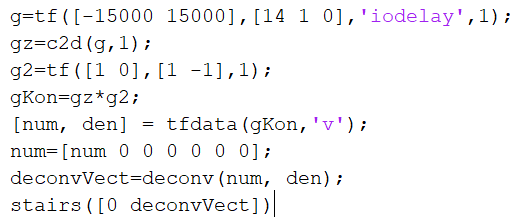 g=tf([-15000 15000],[14 1 0],'iodelay',1);
gz=c2d(g,1);
g2=tf([1 0],[1 -1],1);
gKon=gz*g2;
[num, den] = tfdata(gKon,'v');
num=[num 0 0 0 0 0 0];
deconvVect=deconv(num, den);
stairs([0 deconvVect])